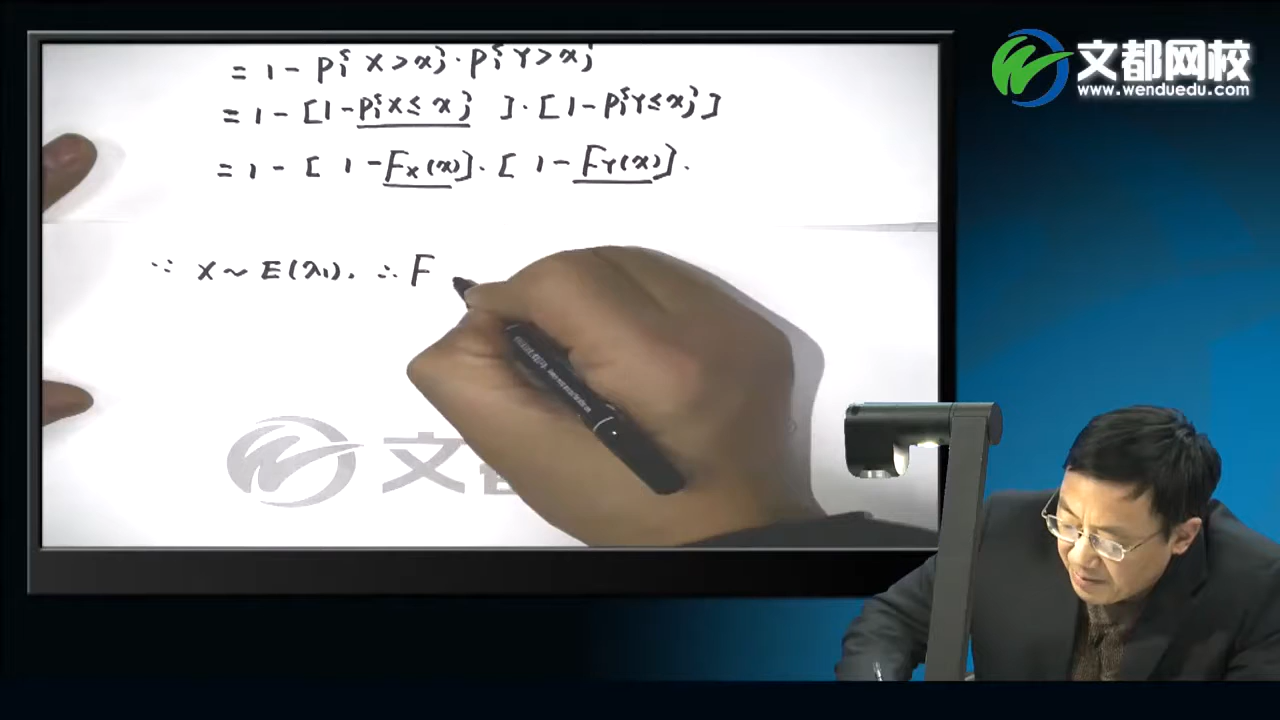 = 1 - P{X > x} · P{Y > x}
= 1 - [1 - P{X ≤ x}] · [1 - P{Y ≤ x}]
= 1 - [1 - Fx(x)] · [1 - FY(x)].
∵ X ~ E(λ1). ∴ F
文都网校
www.wenduedu.com
文